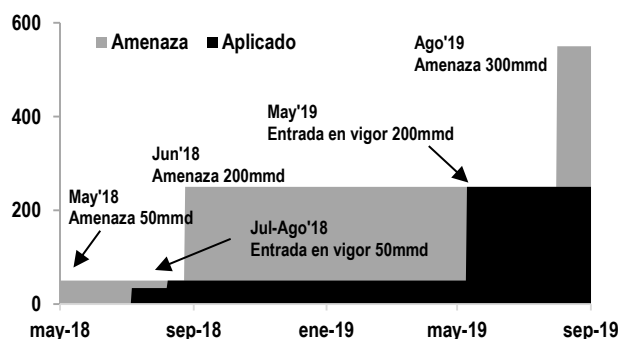 600
Amenaza Aplicado
Ago'19
Amenaza 300mmd
400
May'19
Entrada en vigor 200mmd
Jun'18
Amenaza 200mmd
May'18
Amenaza 50mmd
200
Jul-Ago'18
Entrada en vigor 50mmd
0
may-18 sep-18 ene-19 may-19 sep-19